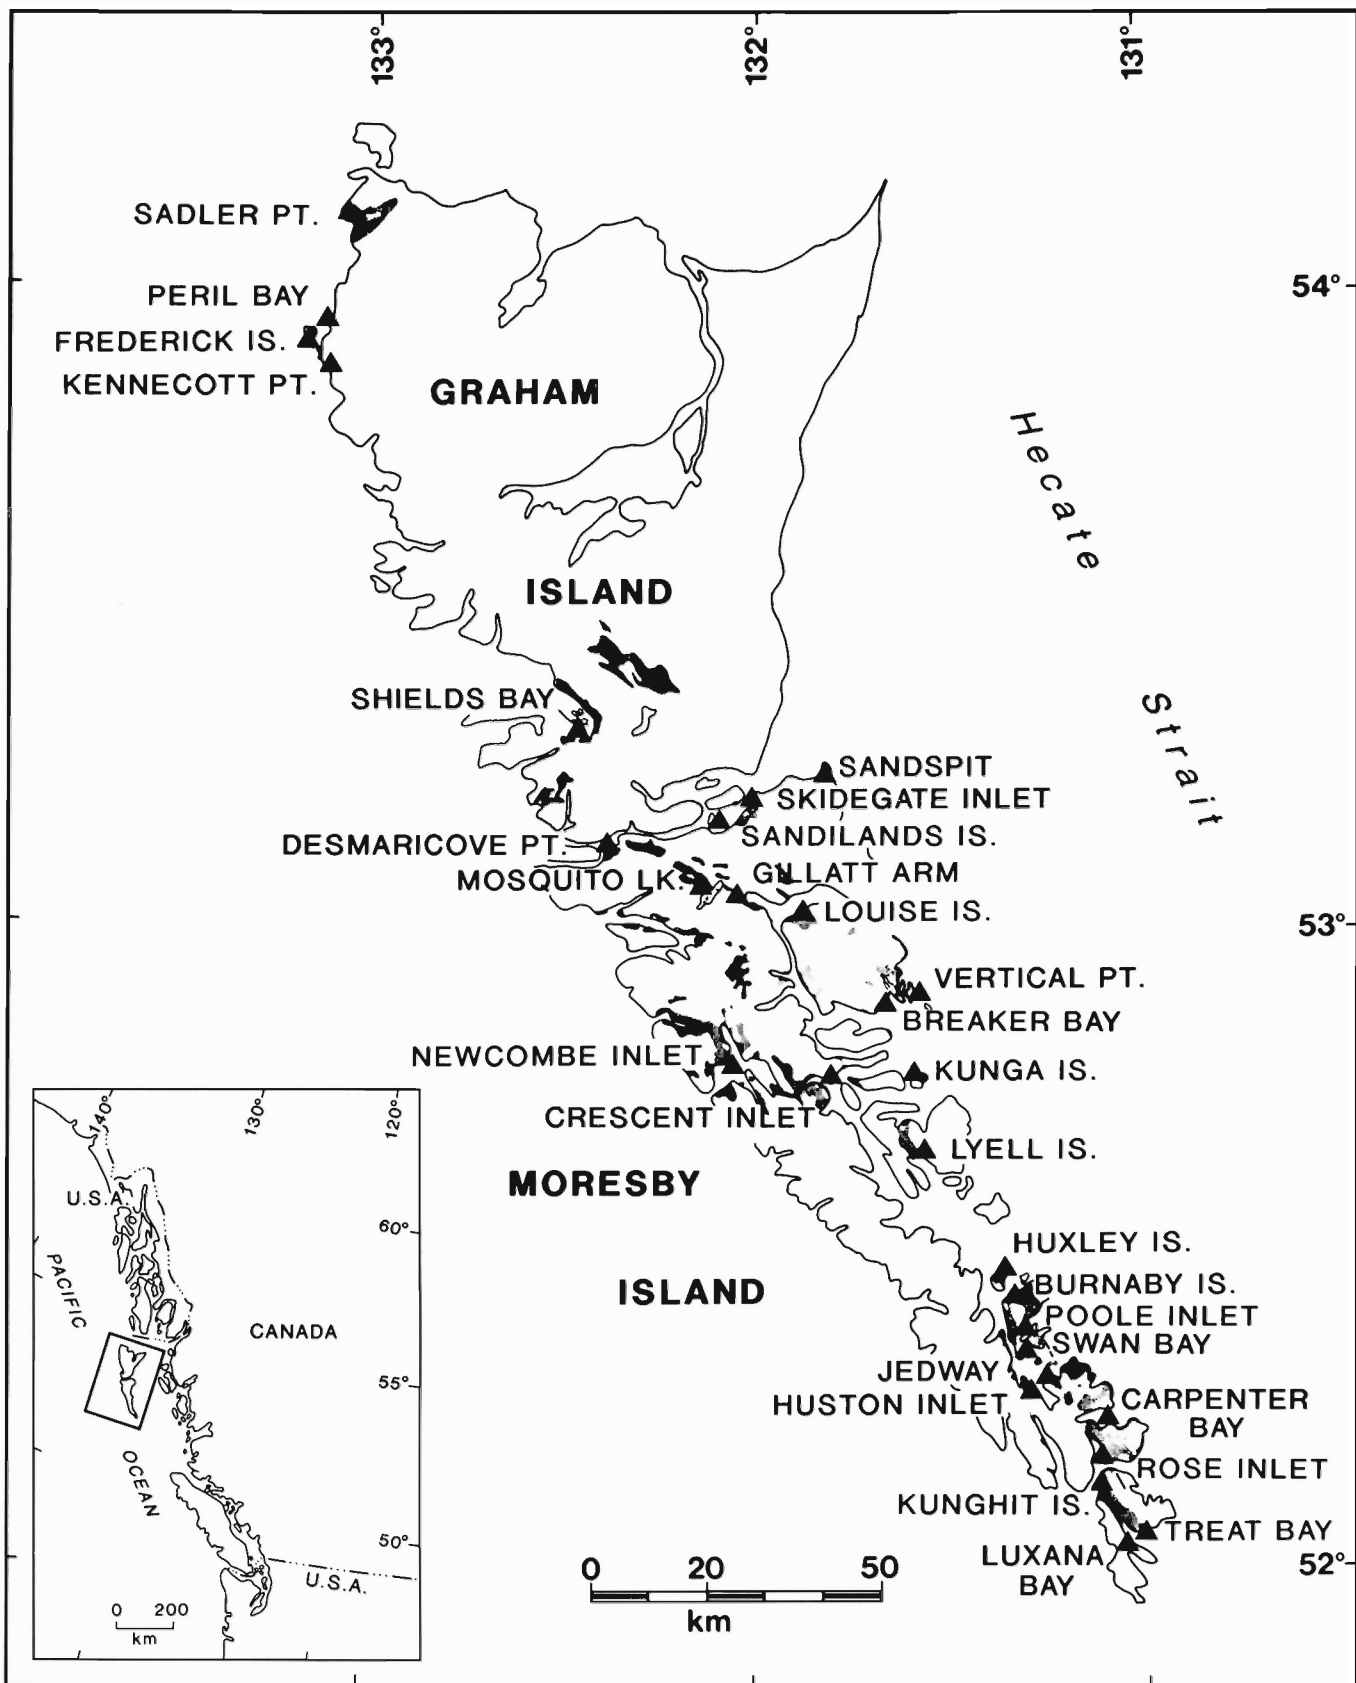 133°
132°
131°
SADLER PT.
PERIL BAY
54°
FREDERICK IS.
KENNECOTT PT.
GRAHAM
Hecate
ISLAND
SHIELDS BAY
Strait
SANDSPIT
SKIDEGATE INLET
SANDILANDS IS.
DESMARICOVE PT.
GILLATT ARM
MOSQUITO LK.
LOUISE IS.
53°
VERTICAL PT.
BREAKER BAY
NEWCOMBE INLET
KUNGA IS.
CRESCENT INLET
LYELL IS.
MORESBY
HUXLEY IS.
BURNABY IS.
ISLAND
POOLE INLET
SWAN BAY
JEDWAY
HUSTON INLET
CARPENTER
BAY
ROSE INLET
KUNGHIT IS.
TREAT BAY
LUXANA
BAY
52°
0 20 50
km
140°
130°
120°
U.S.A.
60°
PACIFIC
CANADA
55°
OCEAN
50°
U.S.A.
0 200
km